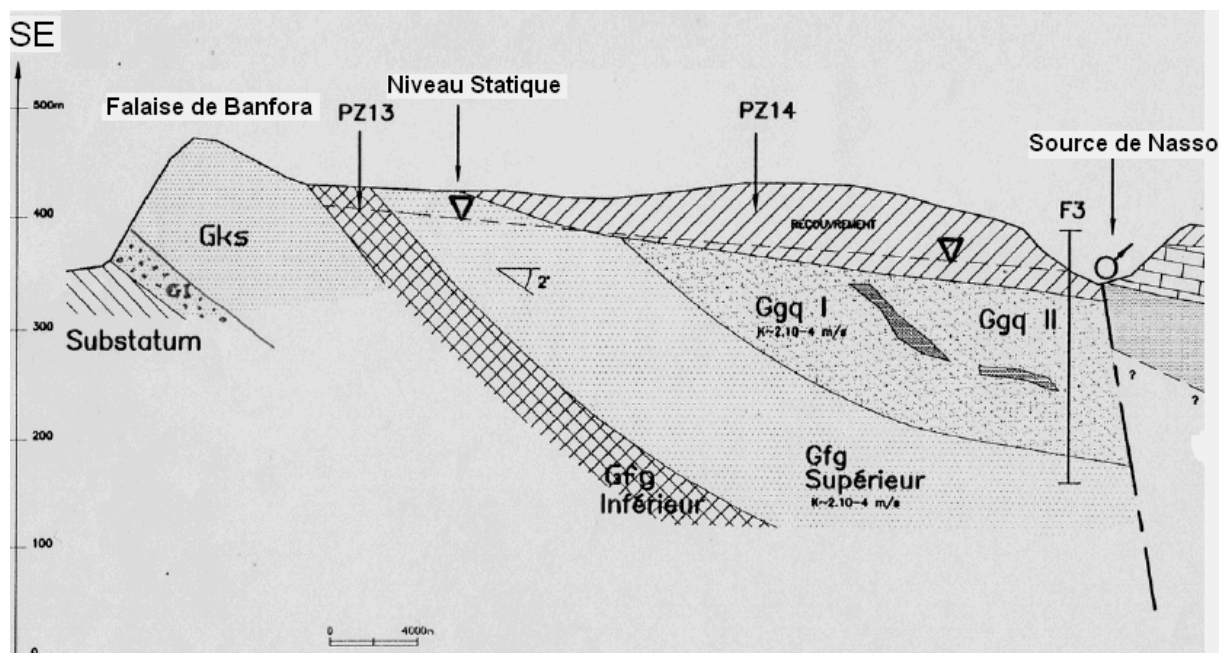 SE
500m
Falaise de Banfora
PZ13
Niveau Statique
PZ14
Source de Nasso
F3
400
RECOUVREMENT
Gks
GI
2°
300
Substatum
Ggq I
K~2.10-4 m/s
Ggq II
?
?
200
Gfg
Inférieur
Gfg
Supérieur
K~2.10-4 m/s
100
0
4000m
0